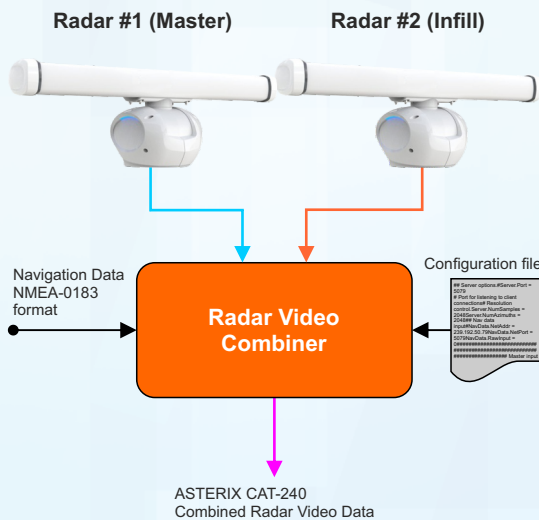 Radar #1 (Master)
Radar #2 (Infill)
Navigation Data
NMEA-0183
format
Configuration file
## Server options:#Server.Port =
5079
# Port for listening to client
connections# Resolution
control.Server.NumSamples =
2048Server.NumAzimuths =
2048## Nav data
input#NavData.NetAddr =
239.192.50.79NavData.NetPort =
5079NavData.RawInput =
Master input
Radar Video
Combiner
ASTERIX CAT-240
Combined Radar Video Data